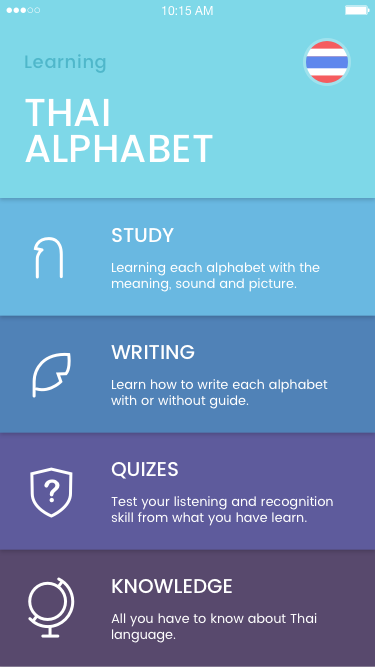 10:15 AM
Learning
THAI
ALPHABET
ก
STUDY
Learning each alphabet with the
meaning, sound and picture.
WRITING
Learn how to write each alphabet
with or without guide.
QUIZES
?
Test your listening and recognition
skill from what you have learn.
KNOWLEDGE
All you have to know about Thai
language.